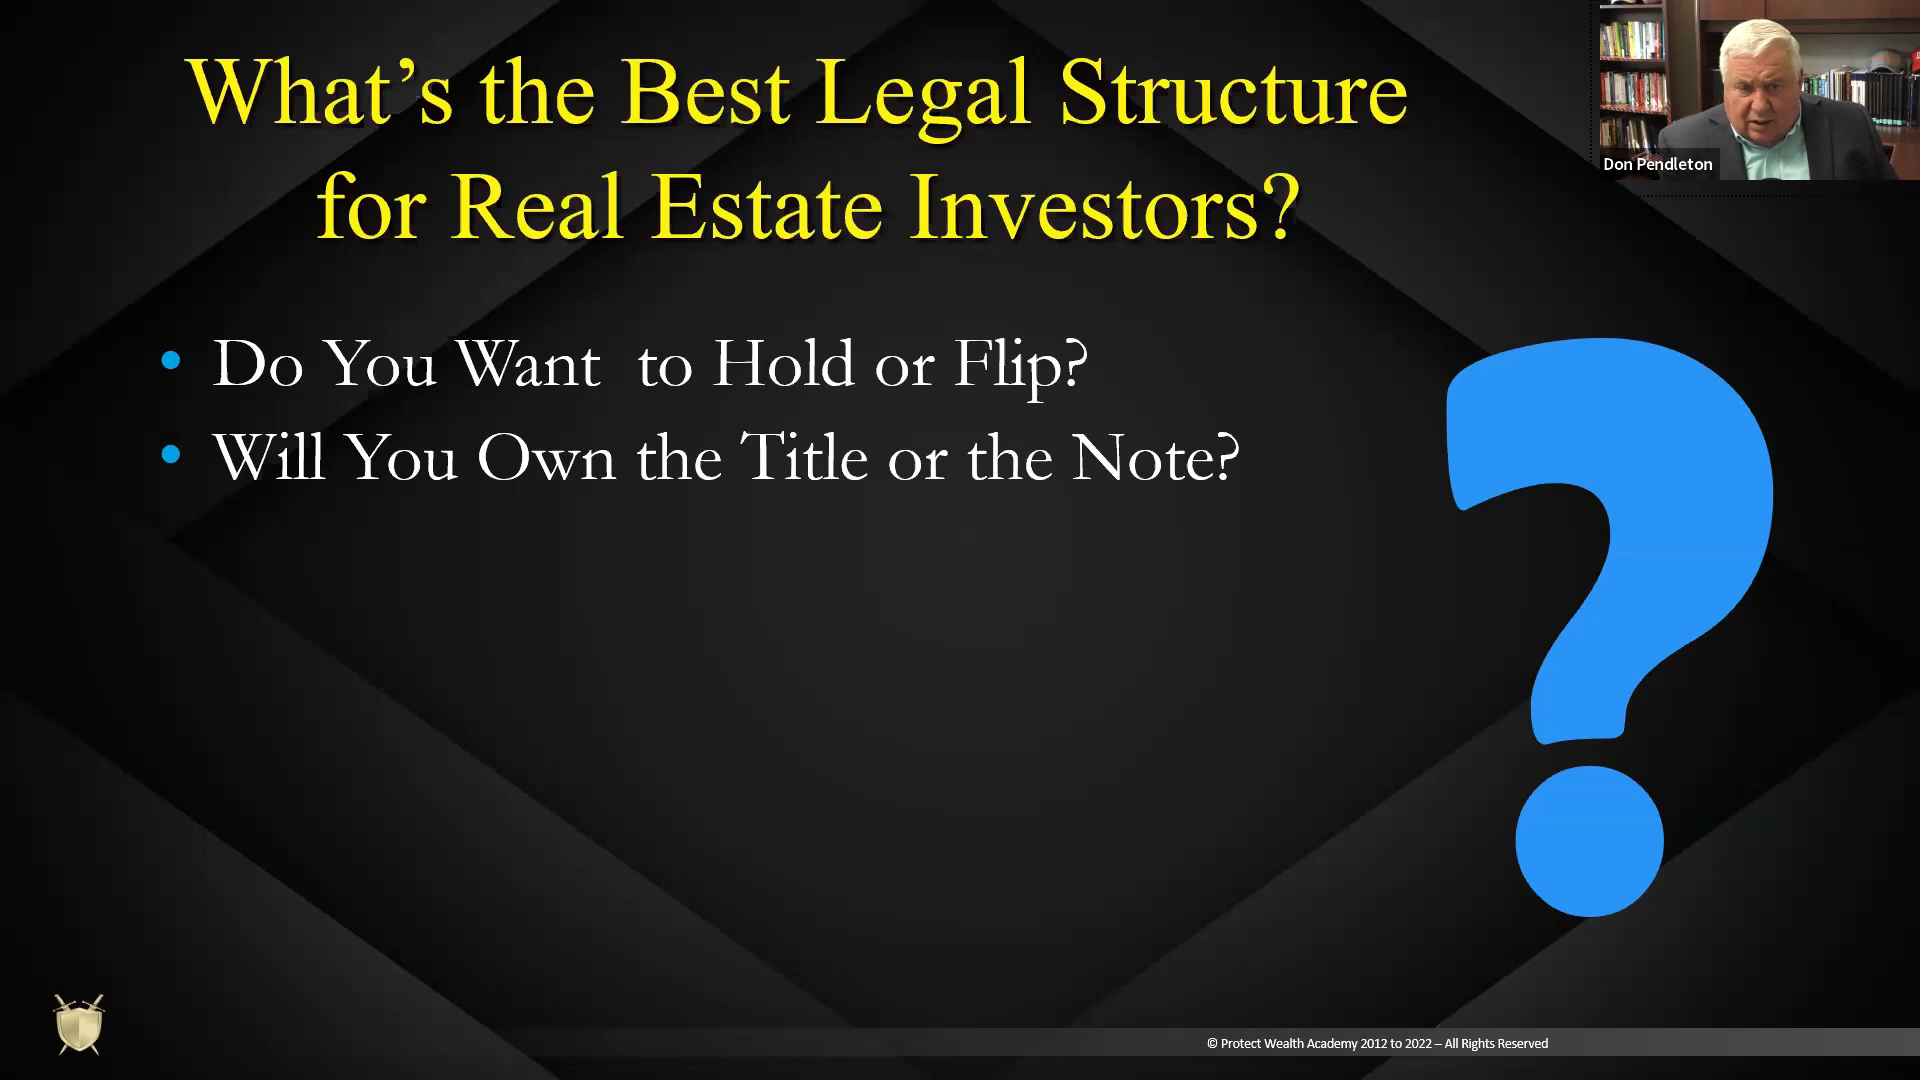 What’s the Best Legal Structure
for Real Estate Investors?
Don Pendleton
• Do You Want  to Hold or Flip?
• Will You Own the Title or the Note?
?
© Protect Wealth Academy 2012 to 2022 – All Rights Reserved